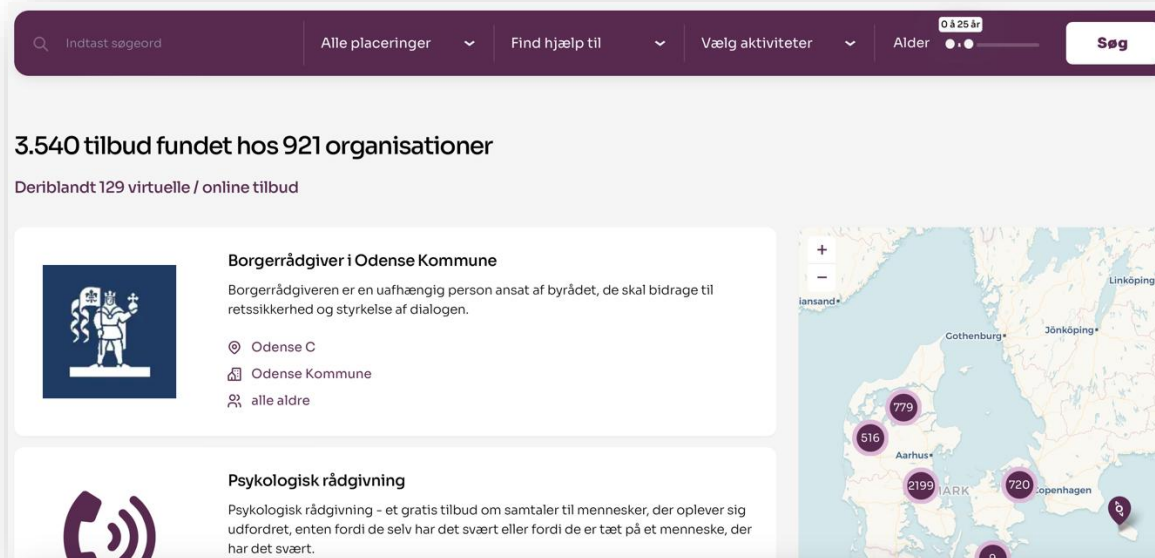 0 à 25 år
Indtast søgeord
Alle placeringer
Find hjælp til
Vælg aktiviteter
Alder
Søg
3.540 tilbud fundet hos 921 organisationer
Deriblandt 129 virtuelle / online tilbud
Borgerrådgiver i Odense Kommune
Borgerrådgiveren er en uafhængig person ansat af byrådet, de skal bidrage til
retssikkerhed og styrkelse af dialogen.
Odense C
Odense Kommune
alle aldre
Psykologisk rådgivning
Psykologisk rådgivning - et gratis tilbud om samtaler til mennesker, der oplever sig
udfordret, enten fordi de selv har det svært eller fordi de er tæt på et menneske, der
har det svært.
+
−
iansand
Linköping
Gothenburg
Jönköping
779
516
Aarhus
2199
ARK
720
openhagen
9